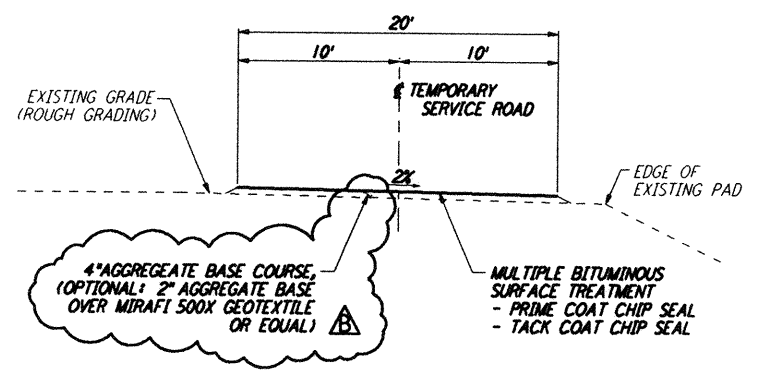 20'
10'
10'
℄ TEMPORARY
SERVICE ROAD
EXISTING GRADE
(ROUGH GRADING)
2%
EDGE OF
EXISTING PAD
4" AGGREGEATE BASE COURSE,
(OPTIONAL: 2" AGGREGATE BASE
OVER MIRAFI 500X GEOTEXTILE
OR EQUAL)
B
MULTIPLE BITUMINOUS
SURFACE TREATMENT
- PRIME COAT CHIP SEAL
- TACK COAT CHIP SEAL